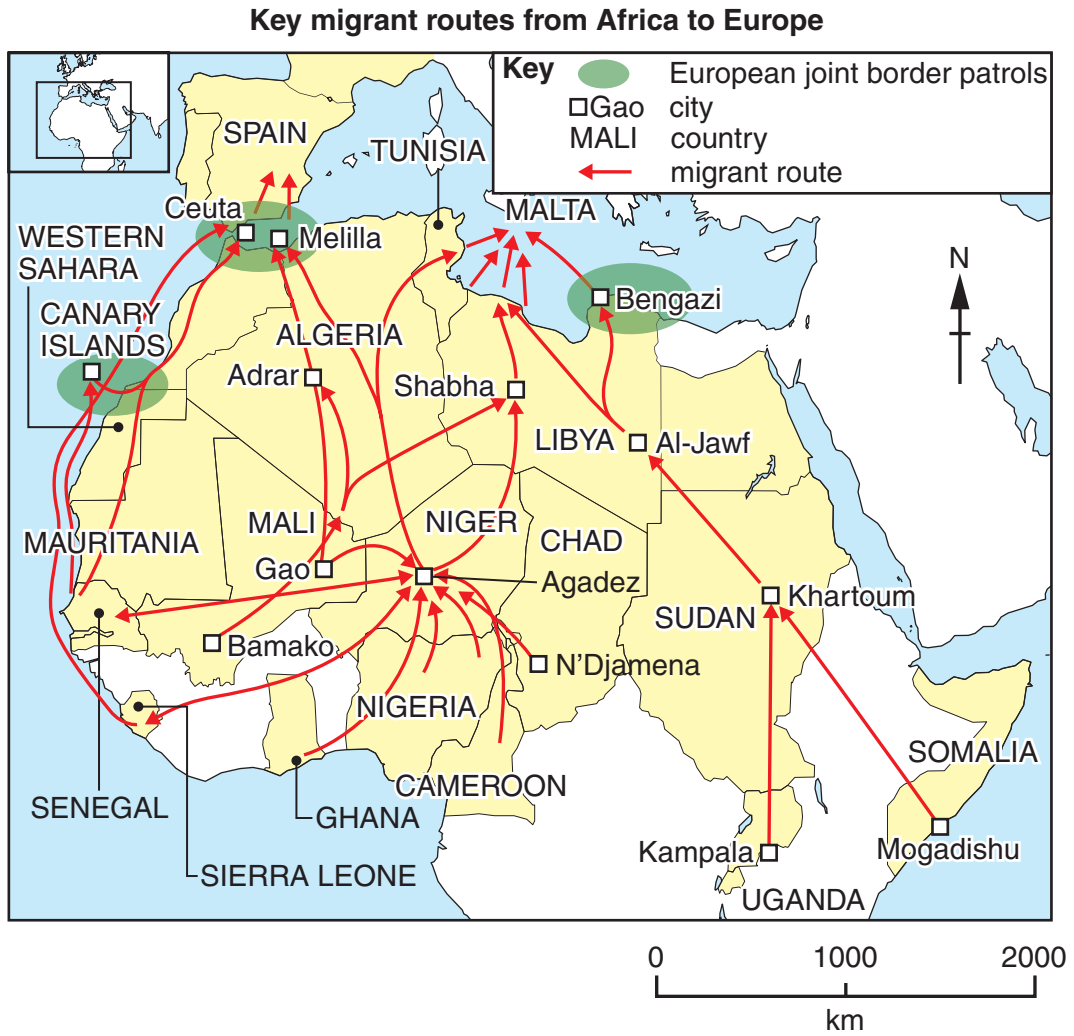 Key migrant routes from Africa to Europe
Key
European joint border patrols
Gao
city
MALI
country
migrant route
SPAIN
TUNISIA
Ceuta
Melilla
MALTA
WESTERN
SAHARA
CANARY
ISLANDS
Bengazi
N
ALGERIA
Adrar
Shabha
LIBYA
Al-Jawf
MAURITANIA
MALI
NIGER
CHAD
Gao
Agadez
Khartoum
SUDAN
Bamako
N'Djamena
NIGERIA
SOMALIA
CAMEROON
SENEGAL
GHANA
Kampala
Mogadishu
SIERRA LEONE
UGANDA
0
1000
2000
km